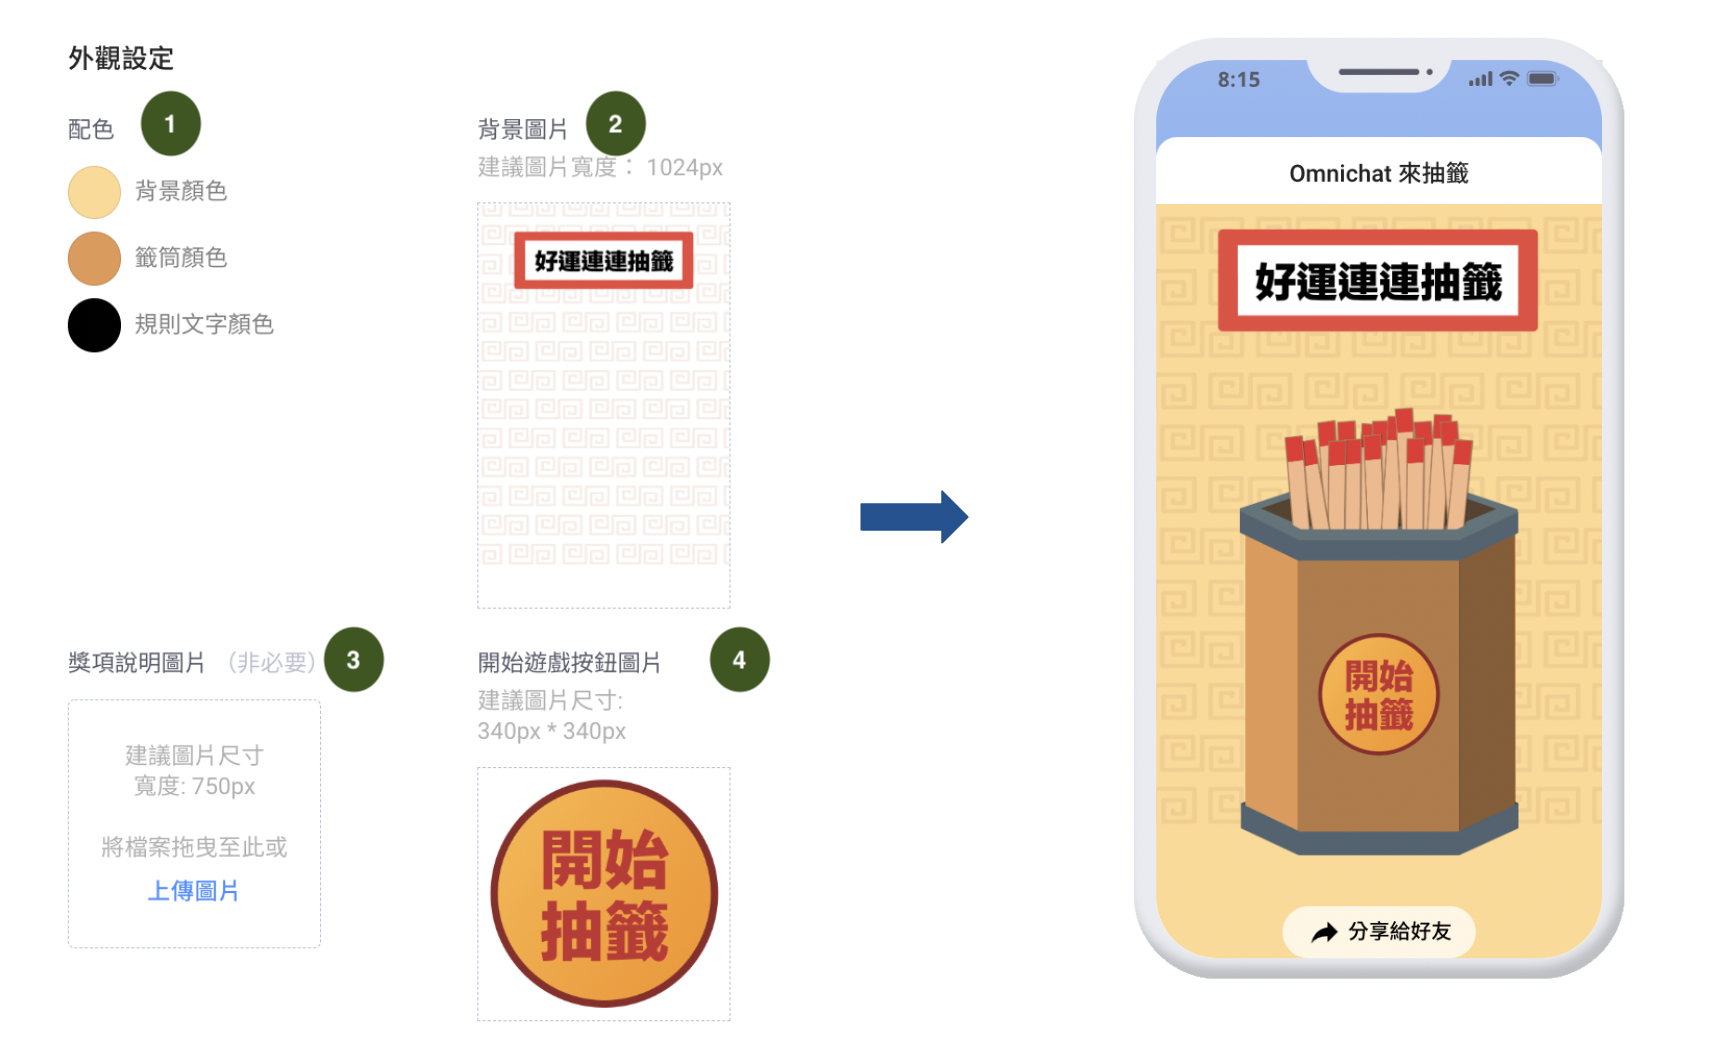 外觀設定
配色
1
背景顏色
籤筒顏色
規則文字顏色
背景圖片
2
建議圖片寬度： 1024px
好運連連抽籤
獎項說明圖片 （非必要）
3
建議圖片尺寸
寬度: 750px
將檔案拖曳至此或
上傳圖片
開始遊戲按鈕圖片
4
建議圖片尺寸:
340px * 340px
開始
抽籤
8:15
Omnichat 來抽籤
好運連連抽籤
開始
抽籤
分享給好友